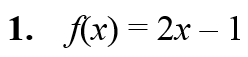 1. f(x) = 2x – 1